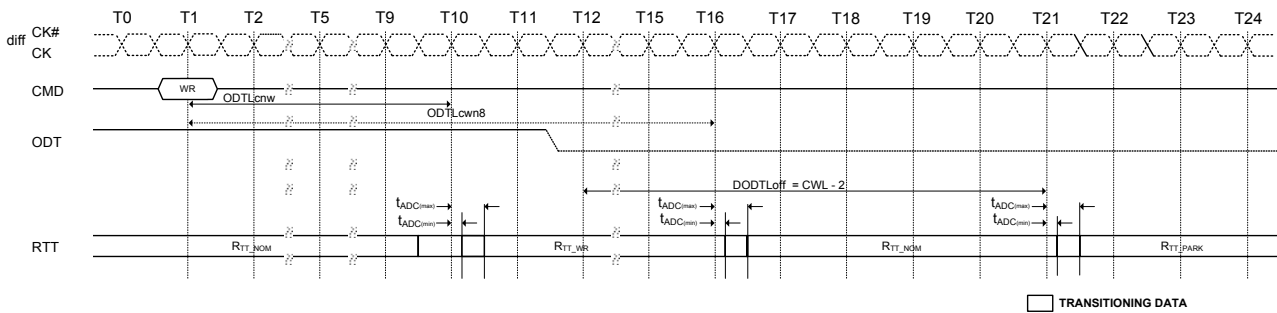 T0 T1 T2 T5 T9 T10 T11 T12 T15 T16 T17 T18 T19 T20 T21 T22 T23 T24
diff CK#
CK
CMD WR
ODTLcnw
ODTLcwn8
ODT
DODTLoff = CWL - 2
tADC(max) tADC(max) tADC(max)
tADC(min) tADC(min) tADC(min)
RTT RTT_NOM RTT_WR RTT_NOM RTT_PARK
TRANSITIONING DATA